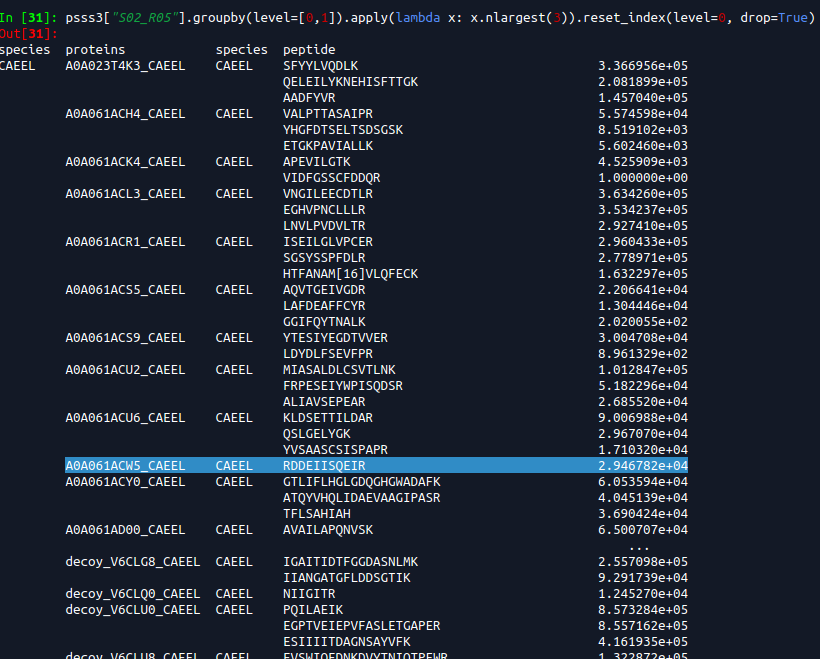 In [31]: psss3["S02_R05"].groupby(level=[0,1]).apply(lambda x: x.nlargest(3)).reset_index(level=0, drop=True)
Out[31]:
species proteins species peptide
CAEEL A0A023T4K3_CAEEL CAEEL SFYYLVQDLK 3.366956e+05
QELEILYKNEHISFTTGK 2.081899e+05
AADFYVR 1.457040e+05
A0A061ACH4_CAEEL CAEEL VALPTTASAIPR 5.574598e+04
YHGFDTSELTSDSGSK 8.519102e+03
ETGKPAVIALLK 5.602460e+03
A0A061ACK4_CAEEL CAEEL APEVILGTK 4.525909e+03
VIDFGSSCFDDQR 1.000000e+00
A0A061ACL3_CAEEL CAEEL VNGILEECDTLR 3.634260e+05
EGHVPNCLLLR 3.534237e+05
LNVLPVDVLTR 2.927410e+05
A0A061ACR1_CAEEL CAEEL ISEILGLVPCER 2.960433e+05
SGSYSSPFDLR 2.778971e+05
HTFANAM[16]VLQFECK 1.632297e+05
A0A061ACS5_CAEEL CAEEL AQVTGEIVGDR 2.206641e+04
LAFDEAFFCYR 1.304446e+04
GGIFQYTNALK 2.020055e+02
A0A061ACS9_CAEEL CAEEL YTESIYEGDTVVER 3.004708e+04
LDYDLFSEVFPR 8.961329e+02
A0A061ACU2_CAEEL CAEEL MIASALDLCSVTLNK 1.012847e+05
FRPESEIYWPISQDSR 5.182296e+04
ALIAVSEPEAR 2.685520e+04
A0A061ACU6_CAEEL CAEEL KLDSETTILDAR 9.006988e+04
QSLGELYGK 2.967070e+04
YVSAASCSISPAPR 1.710320e+04
A0A061ACW5_CAEEL CAEEL RDDEIISQEIR 2.946782e+04
A0A061ACY0_CAEEL CAEEL GTLIFLHGLGDQGHGWADAFK 6.053594e+04
ATQYVHQLIDAEVAAGIPASR 4.045139e+04
TFLSAHIAH 3.690424e+04
A0A061AD00_CAEEL CAEEL AVAILAPQNVSK 6.500707e+04
...
decoy_V6CLG8_CAEEL CAEEL IGAITIDTFGGDASNLMK 2.557098e+05
IIANGATGFLDDSGTIK 9.291739e+04
decoy_V6CLQ0_CAEEL CAEEL NIIGITR 1.245270e+04
decoy_V6CLU0_CAEEL CAEEL PQILAEIK 8.573284e+05
EGPTVEIEPVFASLETGAPER 8.557162e+05
ESIIIITDAGNSAYVFK 4.161935e+05
decoy_V6CLU8_CAEEL CAEEL 1.322872e+05